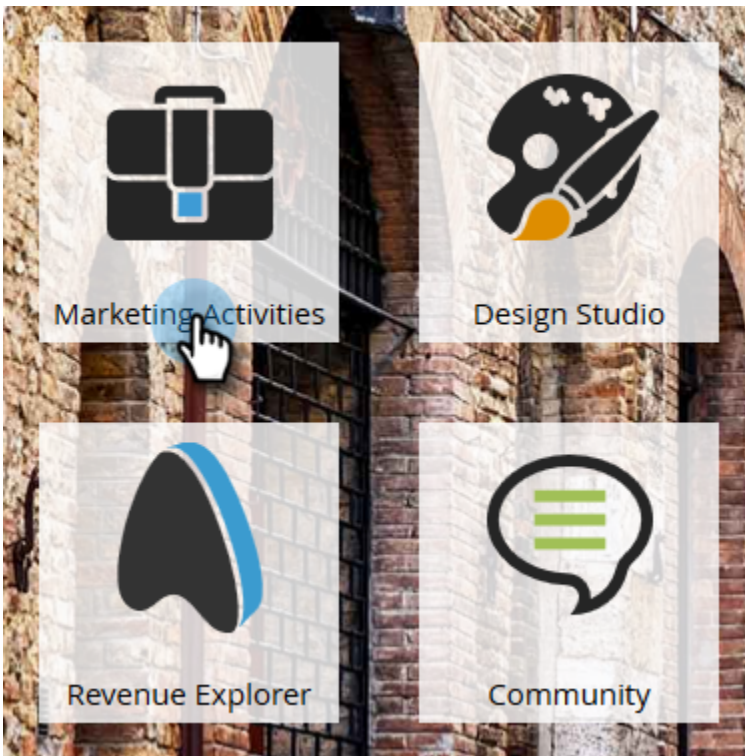 Marketing Activities
Design Studio
Revenue Explorer
Community